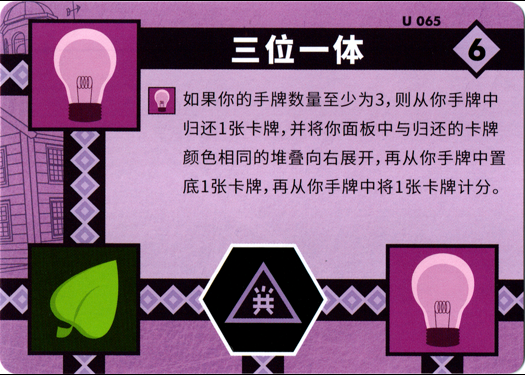 U 065
三位一体
6
如果你的手牌数量至少为3，则从你手牌中
归还1张卡牌，并将你面板中与归还的卡牌
颜色相同的堆叠向右展开，再从你手牌中置
底1张卡牌，再从你手牌中将1张卡牌计分。